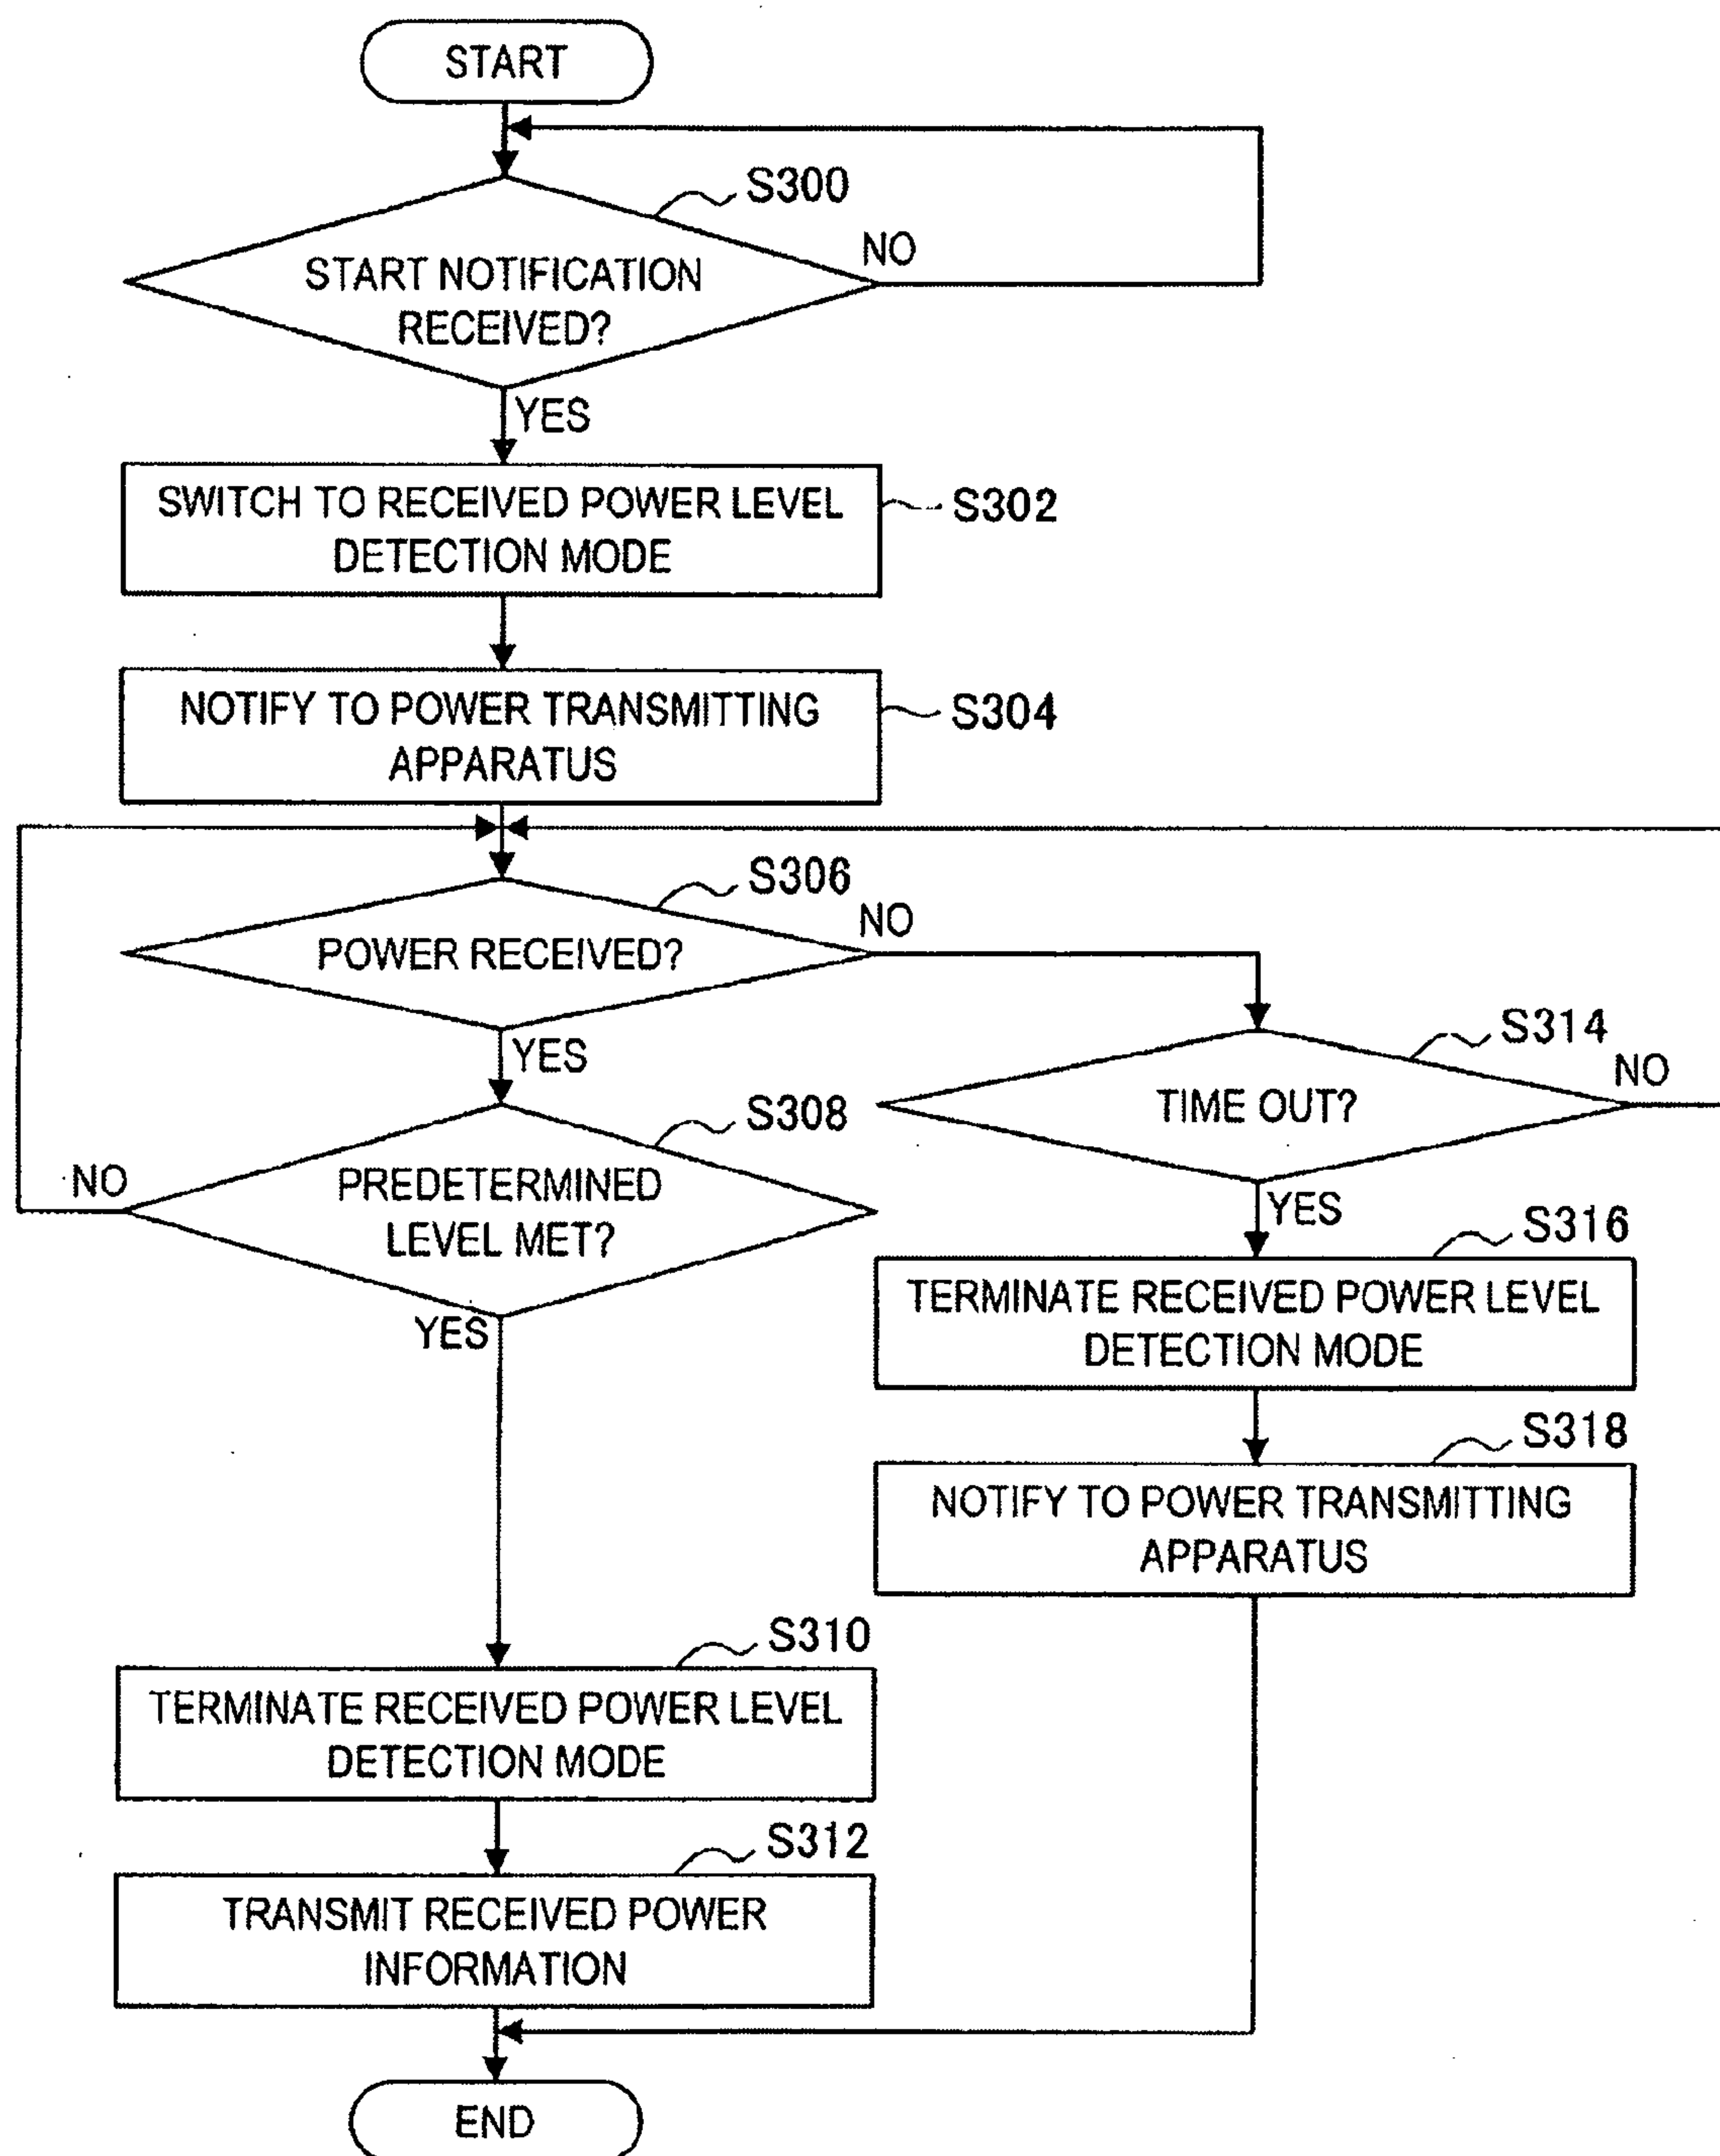 START
S300
NO
START NOTIFICATION
RECEIVED?
YES
SWITCH TO RECEIVED POWER LEVEL
DETECTION MODE
S302
NOTIFY TO POWER TRANSMITTING
APPARATUS
S304
S306
NO
POWER RECEIVED?
YES
S314
NO
TIME OUT?
S308
NO
PREDETERMINED
LEVEL MET?
YES
YES
S316
TERMINATE RECEIVED POWER LEVEL
DETECTION MODE
S318
NOTIFY TO POWER TRANSMITTING
APPARATUS
S310
TERMINATE RECEIVED POWER LEVEL
DETECTION MODE
S312
TRANSMIT RECEIVED POWER
INFORMATION
END